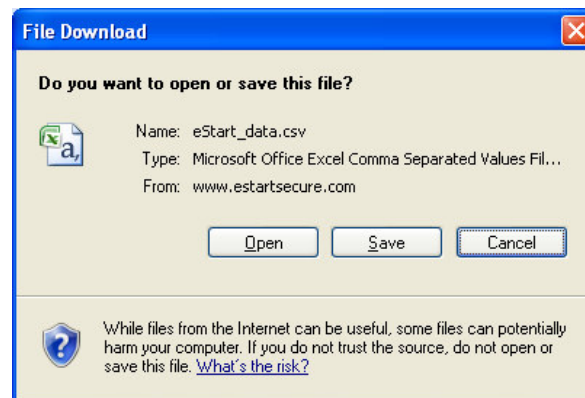 File Download
Do you want to open or save this file?
Name: eStart_data.csv
Type: Microsoft Office Excel Comma Separated Values Fil...
From: www.estartsecure.com
Open Save Cancel
While files from the Internet can be useful, some files can potentially
harm your computer. If you do not trust the source, do not open or
save this file. What's the risk?